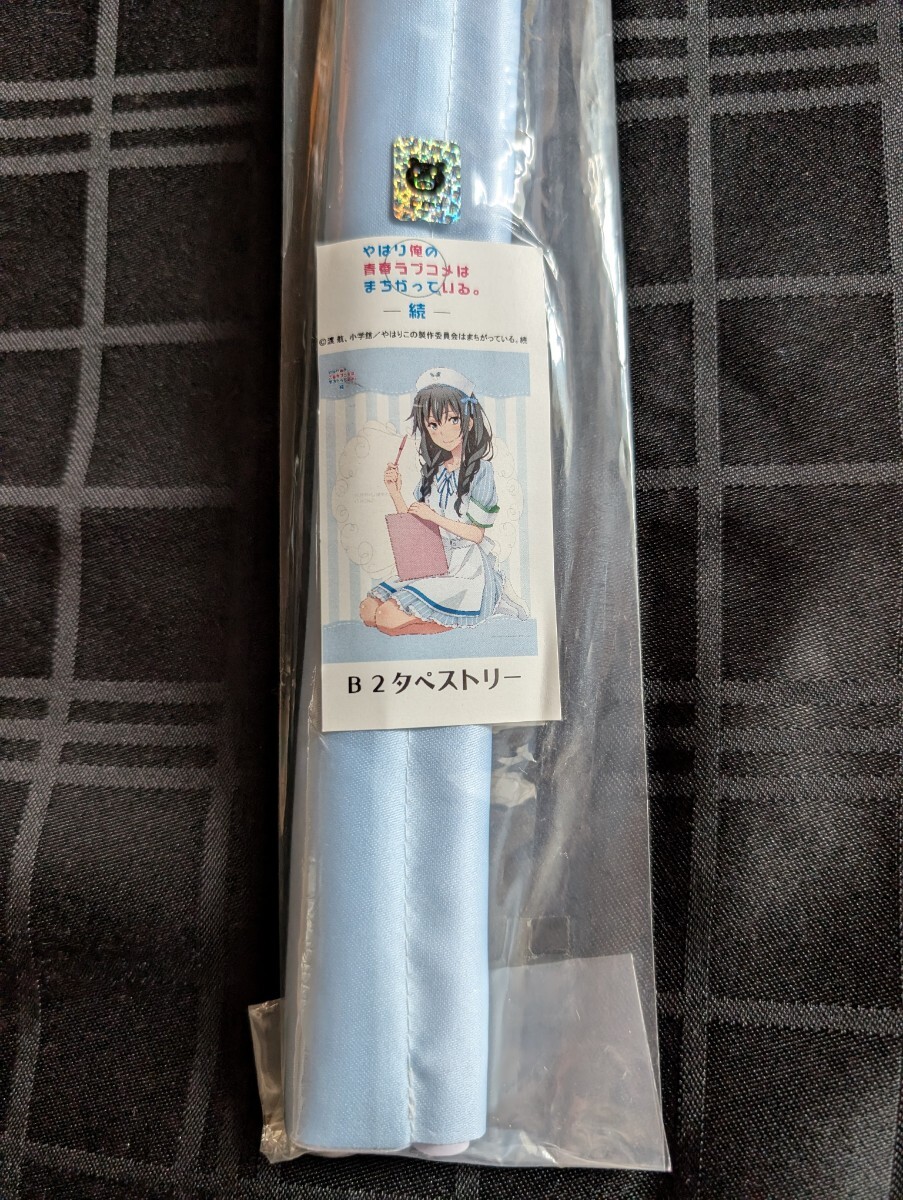 やはり俺の
青春ラブコメは
まちがっている。
― 続 ―
©渡 航、小学館／やはりこの製作委員会はまちがっている。続
B2タペストリー